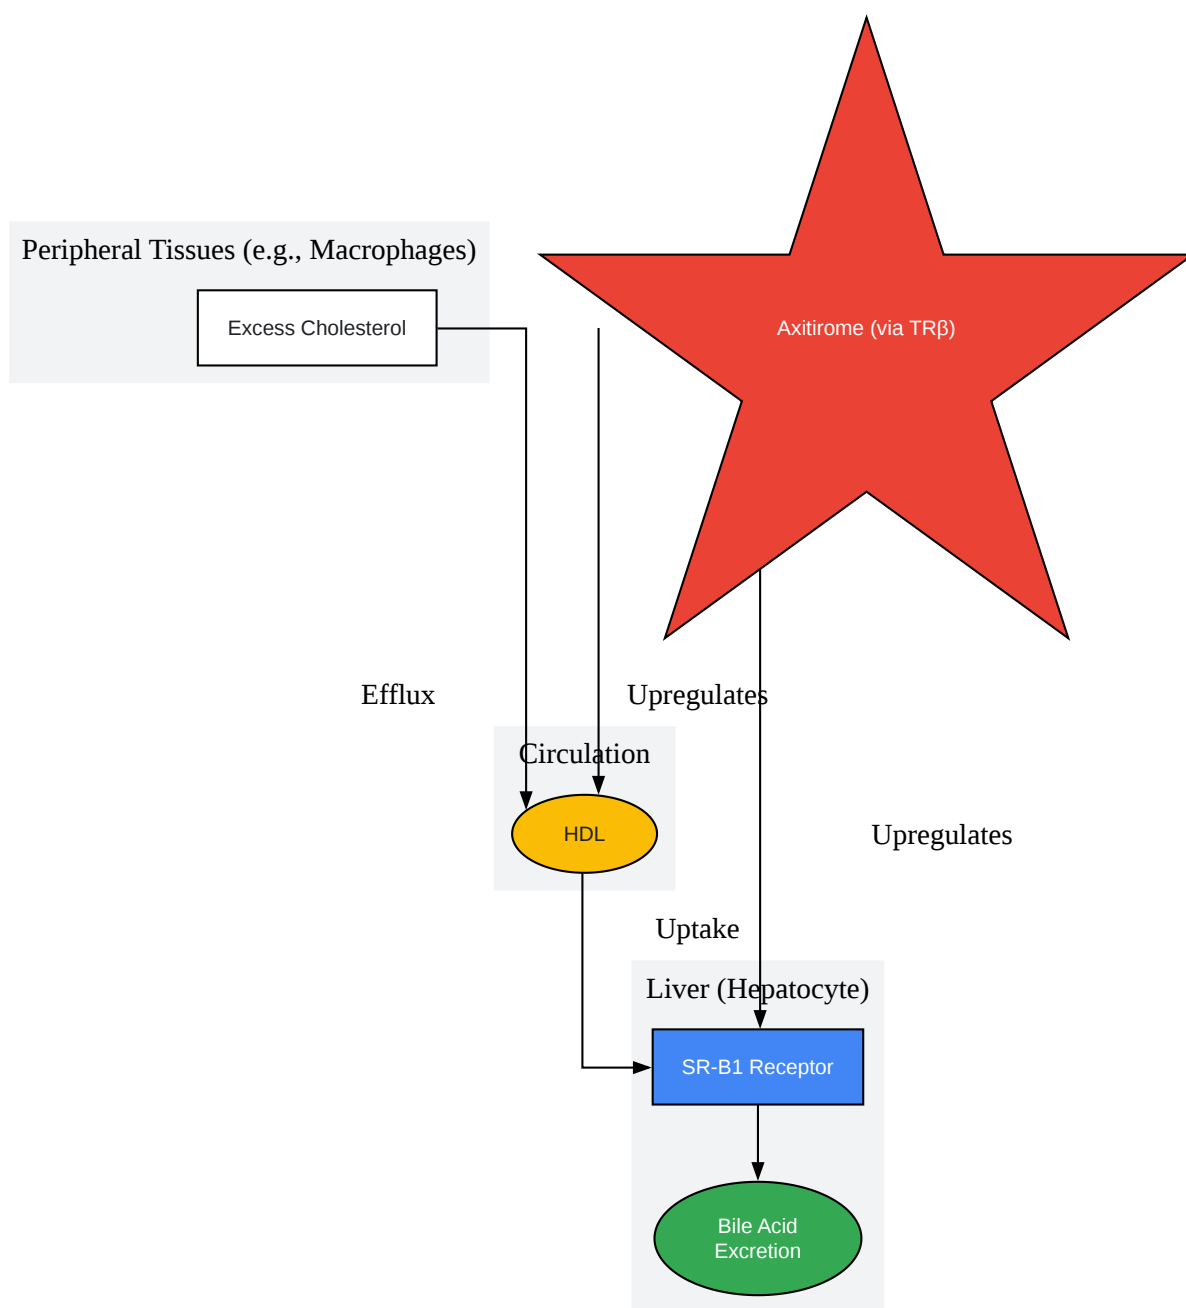 Peripheral Tissues (e.g., Macrophages)
Excess Cholesterol
Axitirome (via TRβ)
Efflux
Upregulates
Circulation
HDL
Upregulates
Uptake
Liver (Hepatocyte)
SR-B1 Receptor
Bile Acid
Excretion